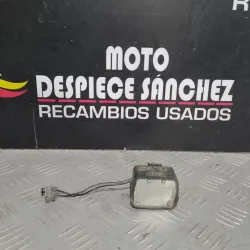 R
MOTO
DESPIECE SÁNCHEZ
RECAMBIOS USADOS